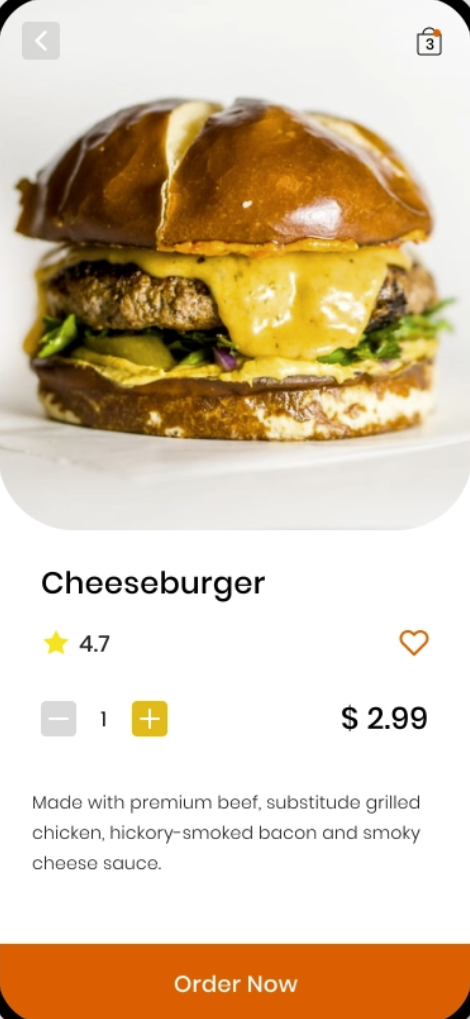 3
Cheeseburger
4.7
1
$ 2.99
Made with premium beef, substitude grilled
chicken, hickory-smoked bacon and smoky
cheese sauce.
Order Now